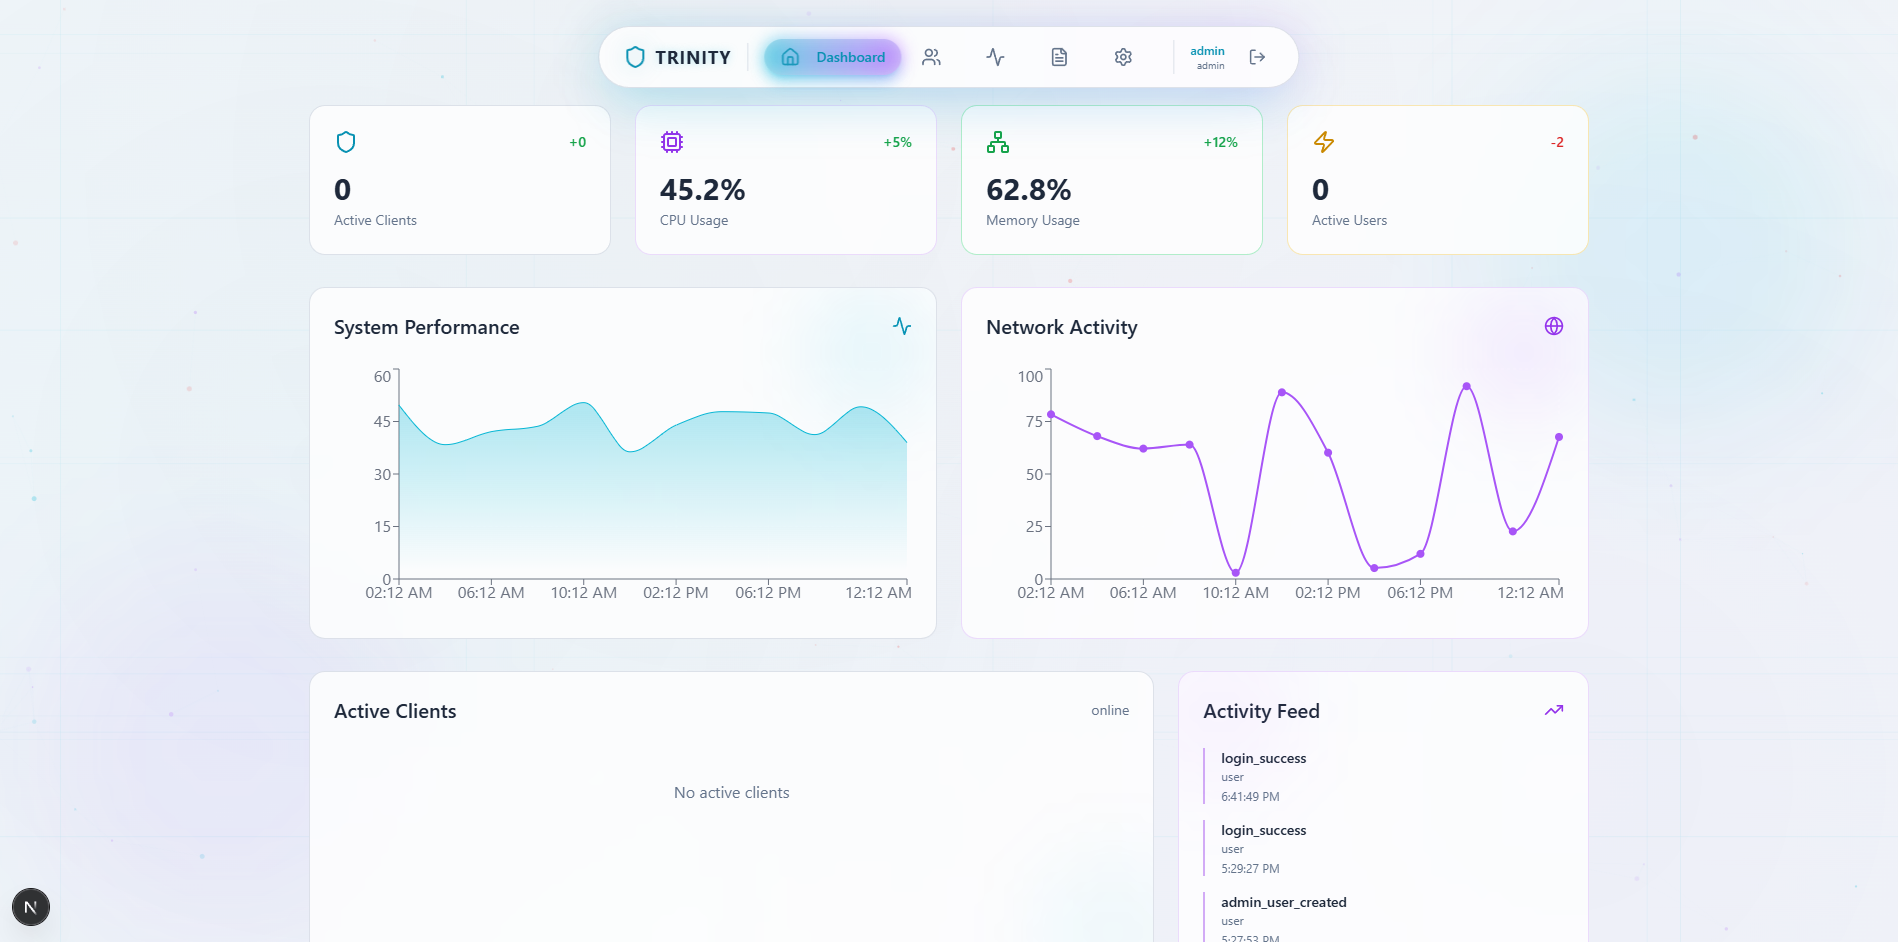 TRINITY
Dashboard
admin
admin
+0
0
Active Clients
+5%
45.2%
CPU Usage
+12%
62.8%
Memory Usage
-2
0
Active Users
System Performance
60
45
30
15
0
02:12 AM 06:12 AM 10:12 AM 02:12 PM 06:12 PM 12:12 AM
Network Activity
100
75
50
25
0
02:12 AM 06:12 AM 10:12 AM 02:12 PM 06:12 PM 12:12 AM
Active Clients
online
No active clients
Activity Feed
login_success
user
6:41:49 PM
login_success
user
5:29:27 PM
admin_user_created
user
5:27:53 PM
N